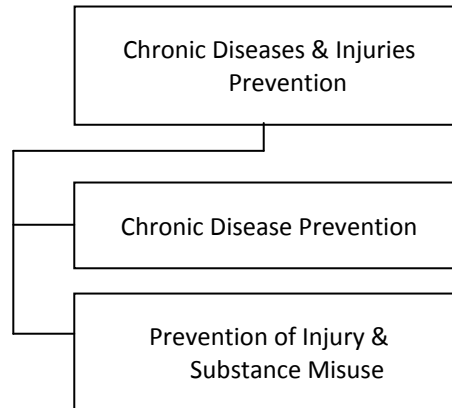 Chronic Diseases & Injuries
Prevention
Chronic Disease Prevention
Prevention of Injury &
Substance Misuse